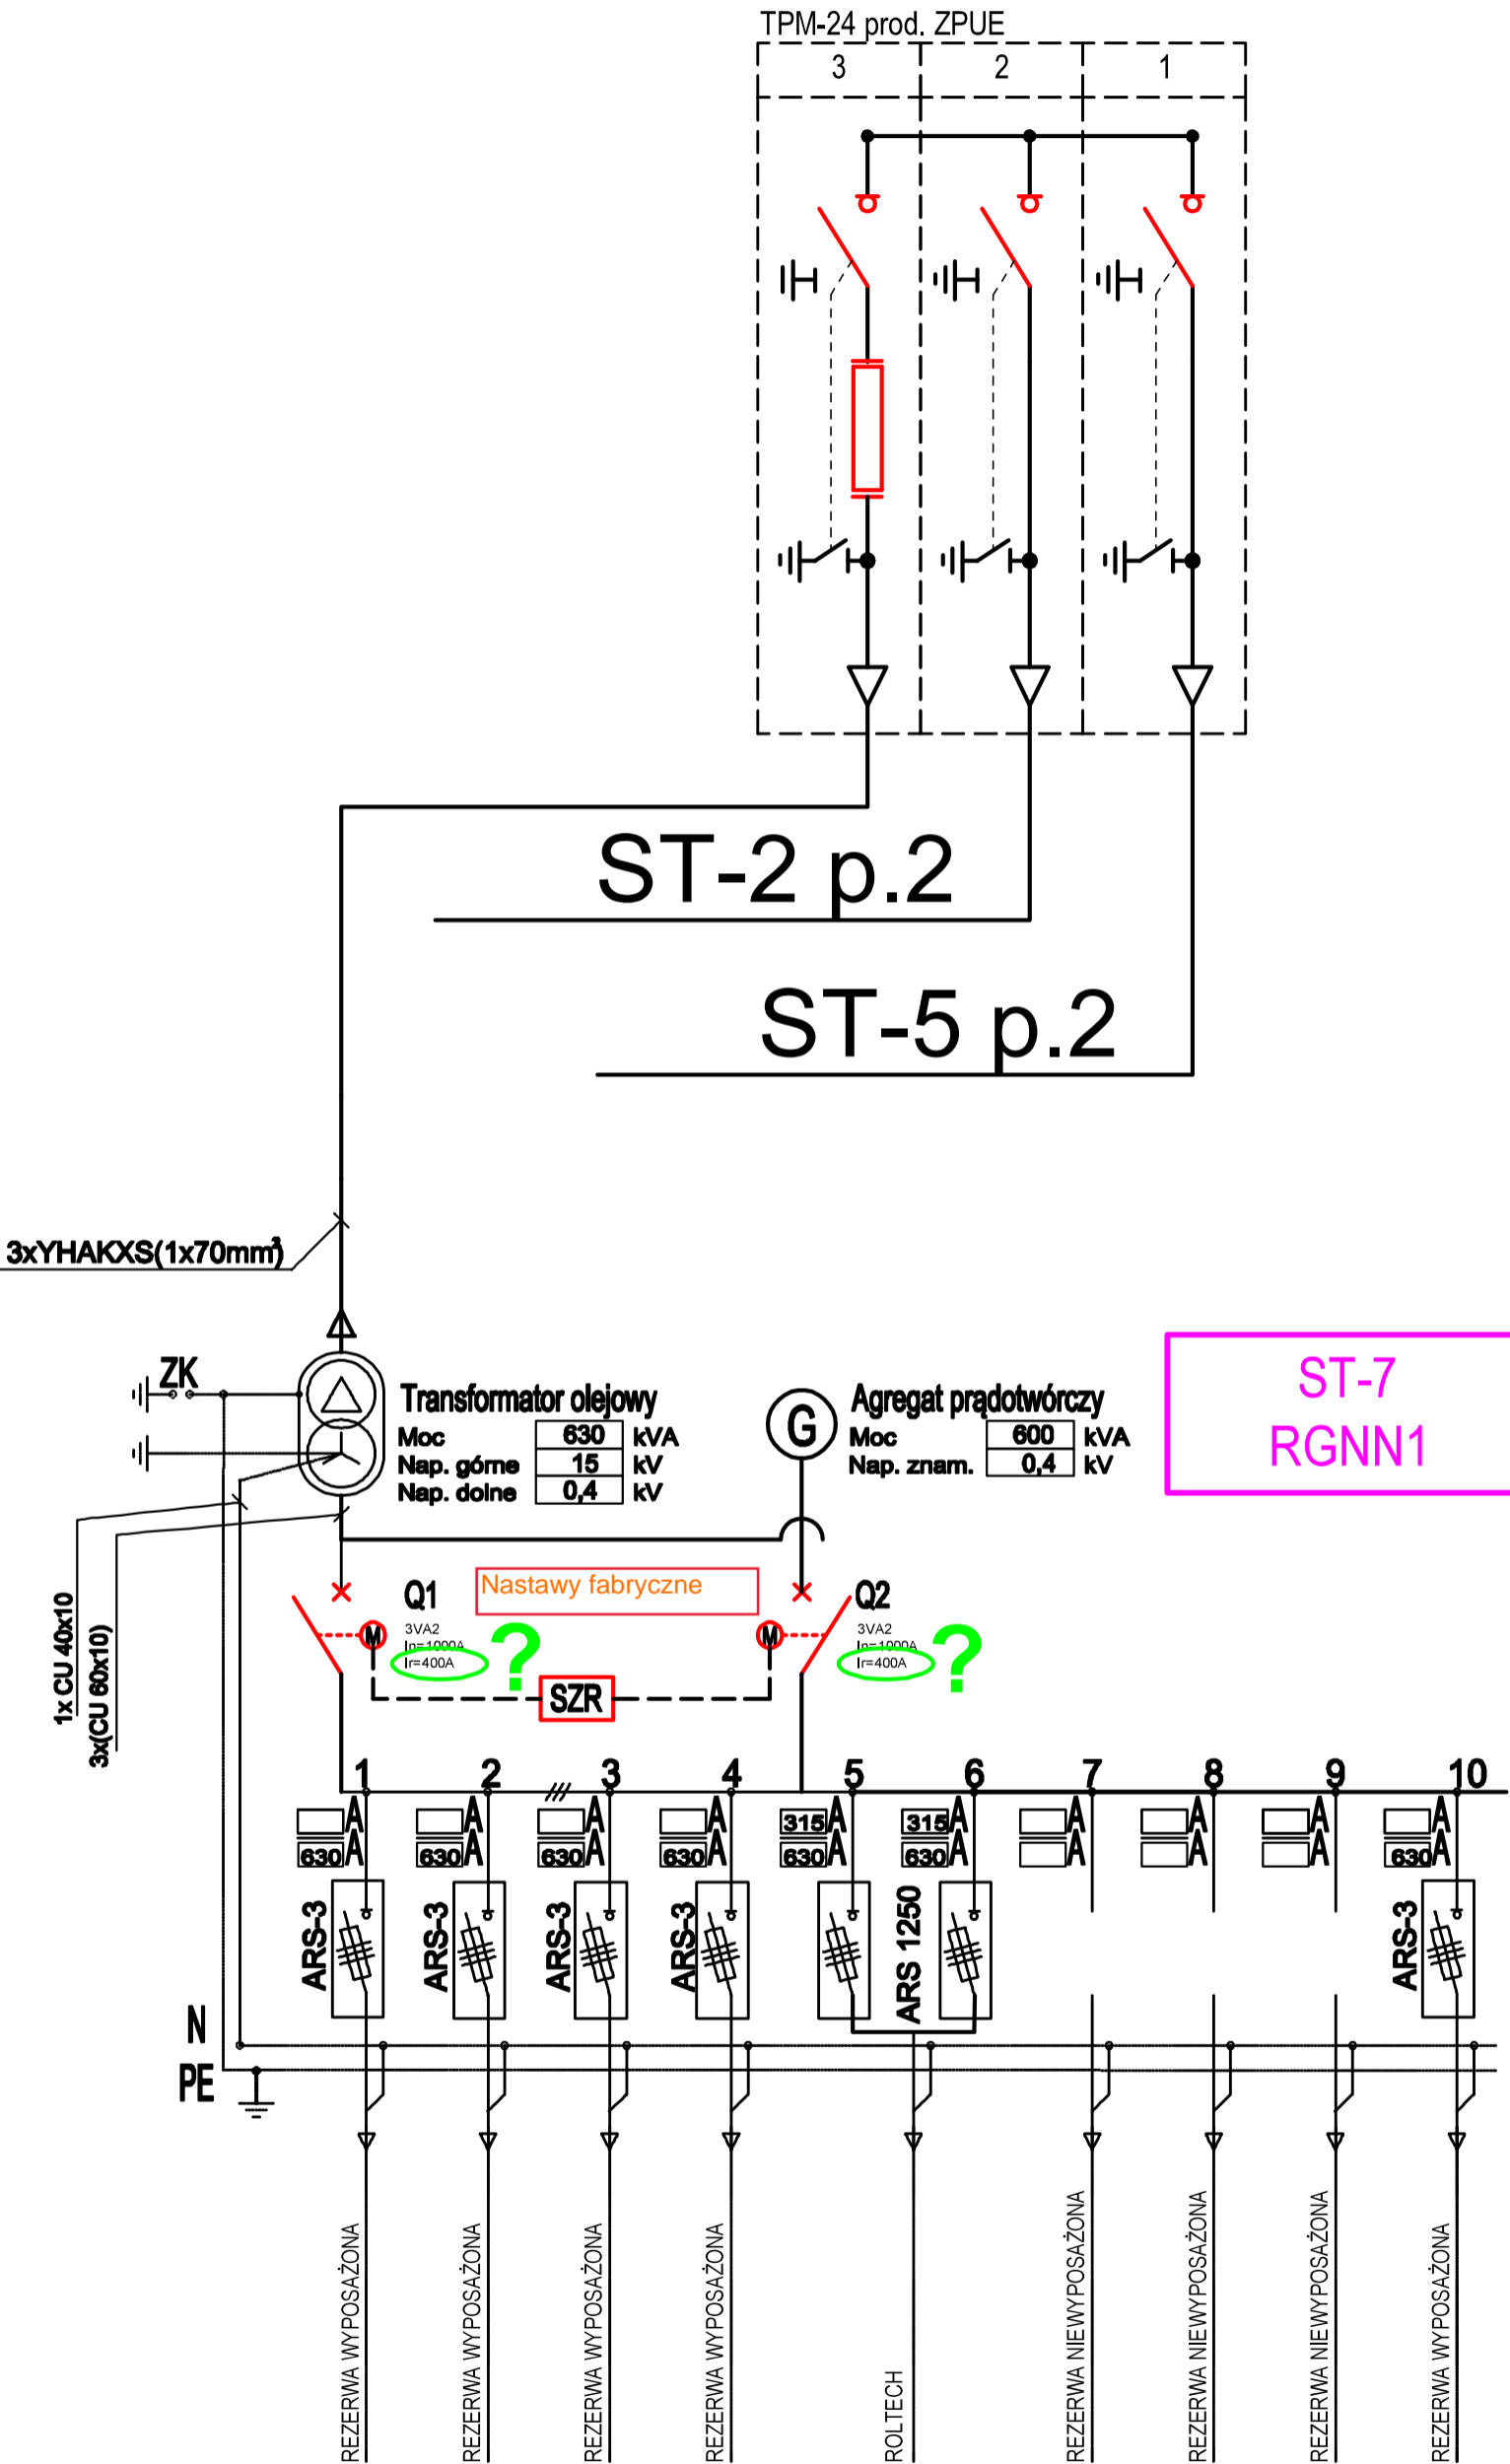 TPM-24 prod. ZPUE
3 2 1
ST-2 p.2
ST-5 p.2
3xYHAKXS(1x70mm²)
ZK
Transformator olejowy
Moc 630 kVA
Nap. górne 15 kV
Nap. dolne 0,4 kV
G
Agregat prądotwórczy
Moc 600 kVA
Nap. znam. 0,4 kV
ST-7
RGNN1
1x CU 40x10
3x(CU 60x10)
Q1
3VA2
In=1000A
Ir=400A
?
M
Nastawy fabryczne
SZR
M
Q2
3VA2
In=1000A
Ir=400A
?
1 2 3 4 5 6 7 8 9 10
A A A A 315 A 315 A A A A A
630 A 630 A 630 A 630 A 630 A 630 A A A A 630 A
ARS-3 ARS-3 ARS-3 ARS-3 ARS 1250 ARS-3
N
PE
REZERWA WYPOSAŻONA
REZERWA WYPOSAŻONA
REZERWA WYPOSAŻONA
REZERWA WYPOSAŻONA
ROLTECH
REZERWA NIEWYPOSAŻONA
REZERWA NIEWYPOSAŻONA
REZERWA NIEWYPOSAŻONA
REZERWA WYPOSAŻONA